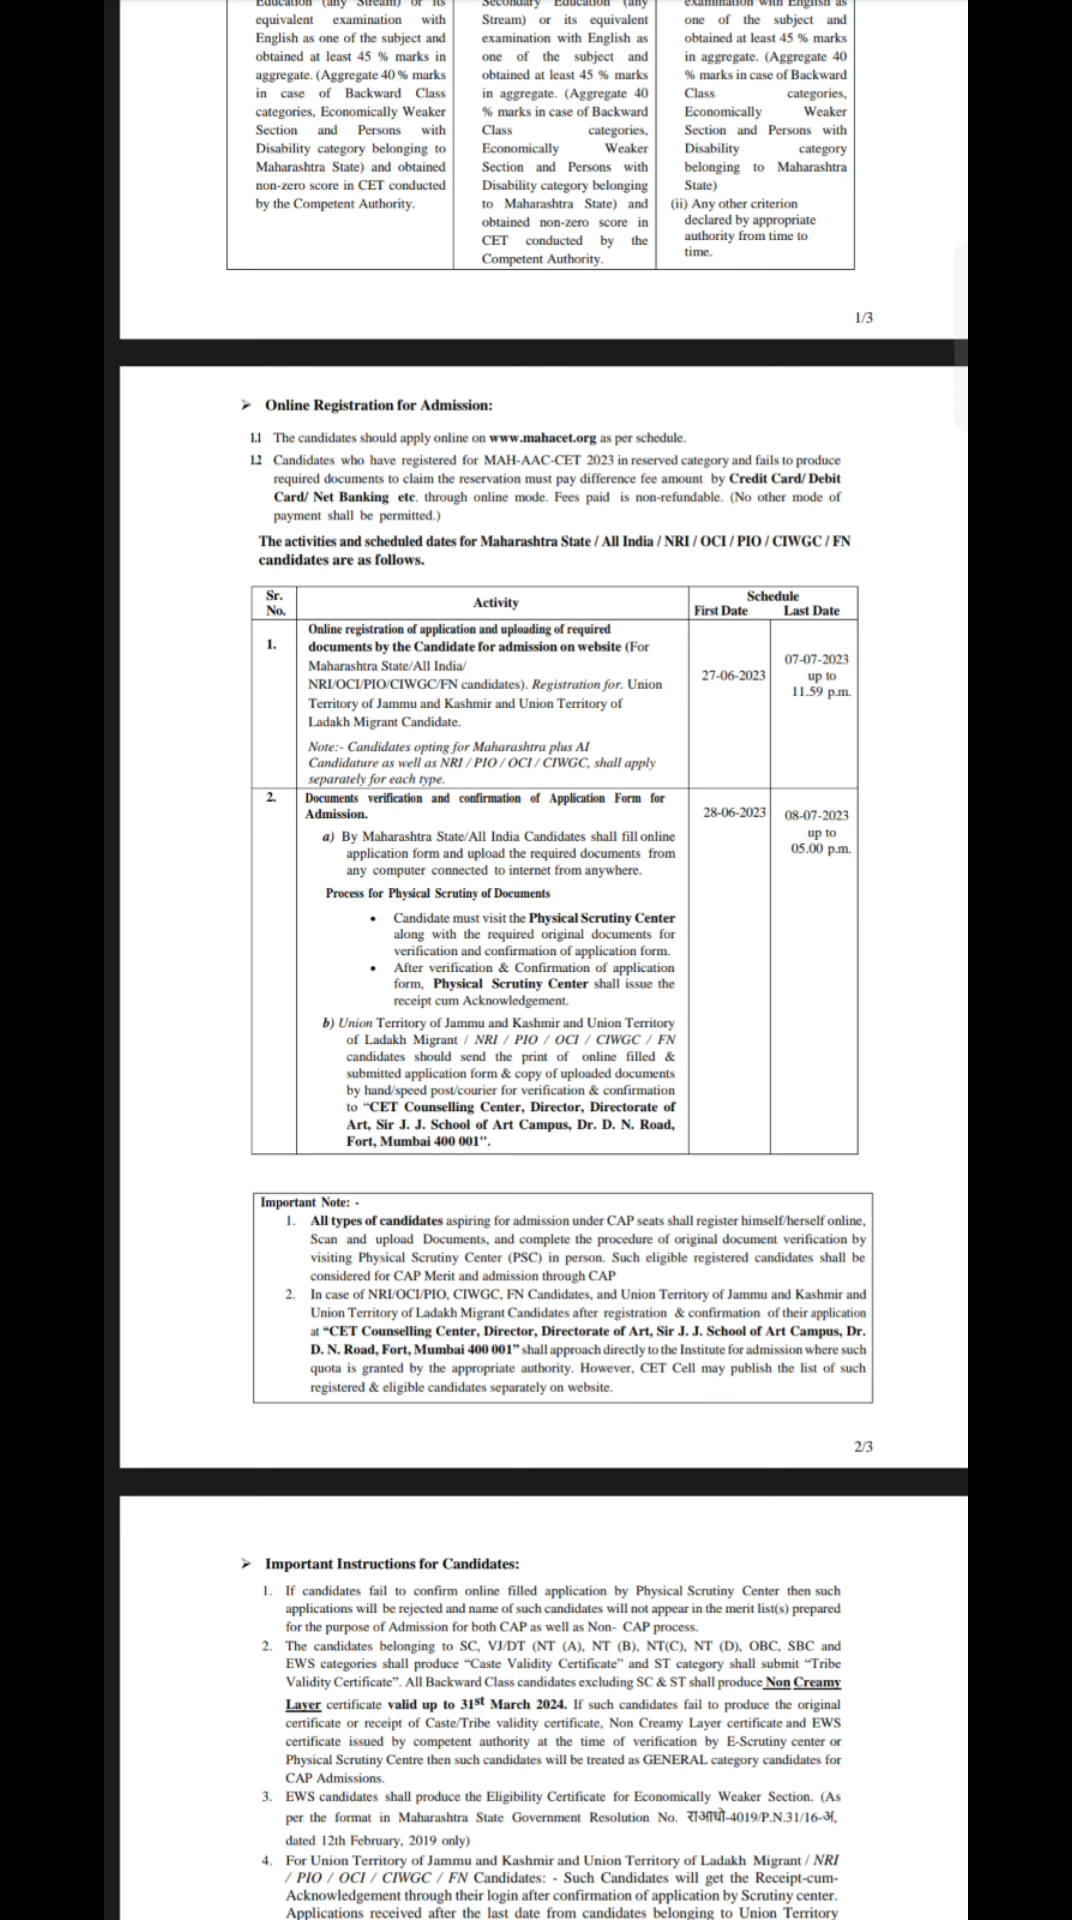 Education (any Stream) or its
equivalent examination with
English as one of the subject and
obtained at least 45 % marks in
aggregate. (Aggregate 40 % marks
in case of Backward Class
categories, Economically Weaker
Section and Persons with
Disability category belonging to
Maharashtra State) and obtained
non-zero score in CET conducted
by the Competent Authority.
Secondary Education (any
Stream) or its equivalent
examination with English as
one of the subject and
obtained at least 45 % marks
in aggregate. (Aggregate 40
% marks in case of Backward
Class categories,
Economically Weaker
Section and Persons with
Disability category belonging
to Maharashtra State) and
obtained non-zero score in
CET conducted by the
Competent Authority.
examination with English as
one of the subject and
obtained at least 45 % marks
in aggregate. (Aggregate 40
% marks in case of Backward
Class categories,
Economically Weaker
Section and Persons with
Disability category
belonging to Maharashtra
State)
(ii) Any other criterion
declared by appropriate
authority from time to
time.
1/3
➢ Online Registration for Admission:
1.1 The candidates should apply online on www.mahacet.org as per schedule.
1.2 Candidates who have registered for MAH-AAC-CET 2023 in reserved category and fails to produce
required documents to claim the reservation must pay difference fee amount by Credit Card/ Debit
Card/ Net Banking etc. through online mode. Fees paid is non-refundable. (No other mode of
payment shall be permitted.)
The activities and scheduled dates for Maharashtra State / All India / NRI / OCI / PIO / CIWGC / FN
candidates are as follows.
Sr.
No.
Activity
Schedule
First Date Last Date
1.
Online registration of application and uploading of required
documents by the Candidate for admission on website (For
Maharashtra State/All India/
NRI/OCI/PIO/CIWGC/FN candidates). Registration for. Union
Territory of Jammu and Kashmir and Union Territory of
Ladakh Migrant Candidate.
Note:- Candidates opting for Maharashtra plus AI
Candidature as well as NRI / PIO / OCI / CIWGC, shall apply
separately for each type.
27-06-2023
07-07-2023
up to
11.59 p.m.
2.
Documents verification and confirmation of Application Form for
Admission.
a) By Maharashtra State/All India Candidates shall fill online
application form and upload the required documents from
any computer connected to internet from anywhere.
Process for Physical Scrutiny of Documents
• Candidate must visit the Physical Scrutiny Center
along with the required original documents for
verification and confirmation of application form.
• After verification & Confirmation of application
form, Physical Scrutiny Center shall issue the
receipt cum Acknowledgement.
b) Union Territory of Jammu and Kashmir and Union Territory
of Ladakh Migrant / NRI / PIO / OCI / CIWGC / FN
candidates should send the print of online filled &
submitted application form & copy of uploaded documents
by hand/speed post/courier for verification & confirmation
to “CET Counselling Center, Director, Directorate of
Art, Sir J. J. School of Art Campus, Dr. D. N. Road,
Fort, Mumbai 400 001".
28-06-2023
08-07-2023
up to
05.00 p.m.
Important Note: -
1. All types of candidates aspiring for admission under CAP seats shall register himself/herself online,
Scan and upload Documents, and complete the procedure of original document verification by
visiting Physical Scrutiny Center (PSC) in person. Such eligible registered candidates shall be
considered for CAP Merit and admission through CAP
2. In case of NRI/OCI/PIO, CIWGC, FN Candidates, and Union Territory of Jammu and Kashmir and
Union Territory of Ladakh Migrant Candidates after registration & confirmation of their application
at “CET Counselling Center, Director, Directorate of Art, Sir J. J. School of Art Campus, Dr.
D. N. Road, Fort, Mumbai 400 001” shall approach directly to the Institute for admission where such
quota is granted by the appropriate authority. However, CET Cell may publish the list of such
registered & eligible candidates separately on website.
2/3
➢ Important Instructions for Candidates:
1. If candidates fail to confirm online filled application by Physical Scrutiny Center then such
applications will be rejected and name of such candidates will not appear in the merit list(s) prepared
for the purpose of Admission for both CAP as well as Non- CAP process.
2. The candidates belonging to SC, VJ/DT (NT (A), NT (B), NT(C), NT (D), OBC, SBC and
EWS categories shall produce “Caste Validity Certificate” and ST category shall submit “Tribe
Validity Certificate”. All Backward Class candidates excluding SC & ST shall produce Non Creamy
Layer certificate valid up to 31st March 2024. If such candidates fail to produce the original
certificate or receipt of Caste/Tribe validity certificate, Non Creamy Layer certificate and EWS
certificate issued by competent authority at the time of verification by E-Scrutiny center or
Physical Scrutiny Centre then such candidates will be treated as GENERAL category candidates for
CAP Admissions.
3. EWS candidates shall produce the Eligibility Certificate for Economically Weaker Section. (As
per the format in Maharashtra State Government Resolution No. राआधो-4019/P.N.31/16-अ,
dated 12th February, 2019 only)
4. For Union Territory of Jammu and Kashmir and Union Territory of Ladakh Migrant / NRI
/ PIO / OCI / CIWGC / FN Candidates: - Such Candidates will get the Receipt-cum-
Acknowledgement through their login after confirmation of application by Scrutiny center.
Applications received after the last date from candidates belonging to Union Territory